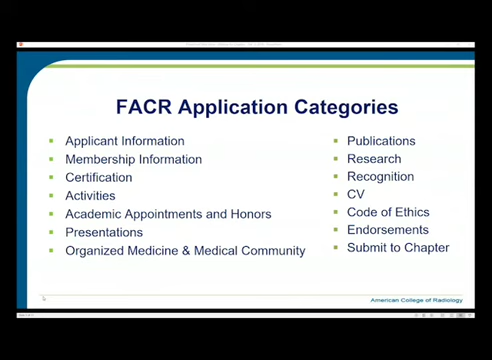 FACR Application Categories
Applicant Information
Membership Information
Certification
Activities
Academic Appointments and Honors
Presentations
Organized Medicine & Medical Community
Publications
Research
Recognition
CV
Code of Ethics
Endorsements
Submit to Chapter
American College of Radiology